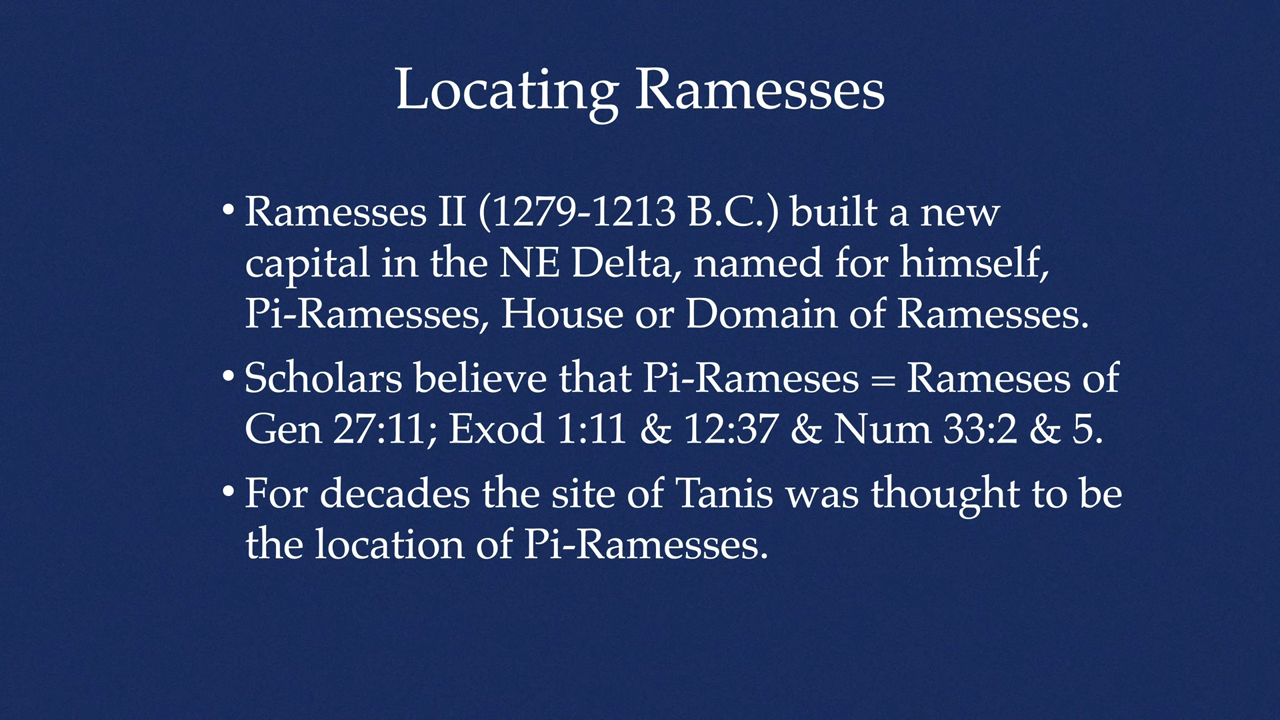 Locating Ramesses
• Ramesses II (1279-1213 B.C.) built a new
capital in the NE Delta, named for himself,
Pi-Ramesses, House or Domain of Ramesses.
• Scholars believe that Pi-Rameses = Rameses of
Gen 27:11; Exod 1:11 & 12:37 & Num 33:2 & 5.
• For decades the site of Tanis was thought to be
the location of Pi-Ramesses.